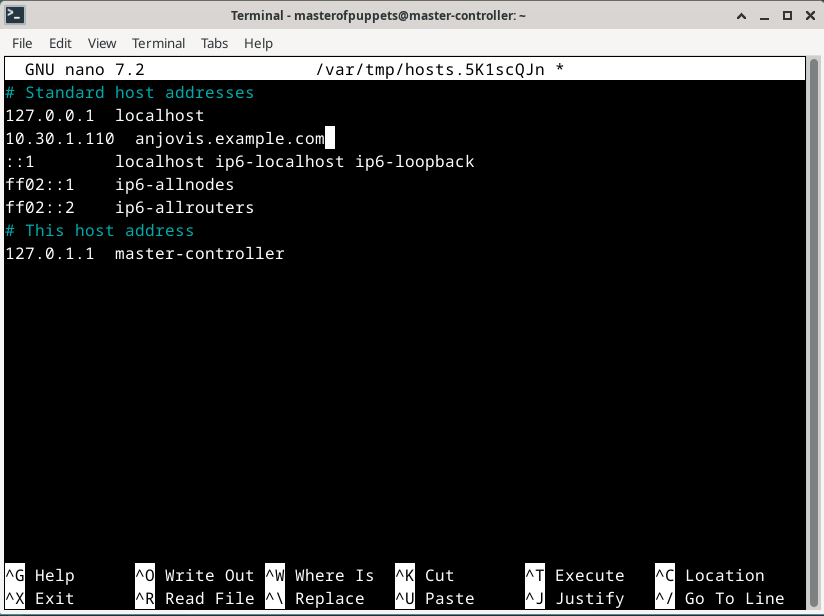 Terminal - masterofpuppets@master-controller: ~
File Edit View Terminal Tabs Help
GNU nano 7.2 /var/tmp/hosts.5K1scQJn *
# Standard host addresses
127.0.0.1 localhost
10.30.1.110 anjovis.example.com
::1 localhost ip6-localhost ip6-loopback
ff02::1 ip6-allnodes
ff02::2 ip6-allrouters
# This host address
127.0.1.1 master-controller
^G Help ^O Write Out ^W Where Is ^K Cut ^T Execute ^C Location
^X Exit ^R Read File ^\ Replace ^U Paste ^J Justify ^/ Go To Line